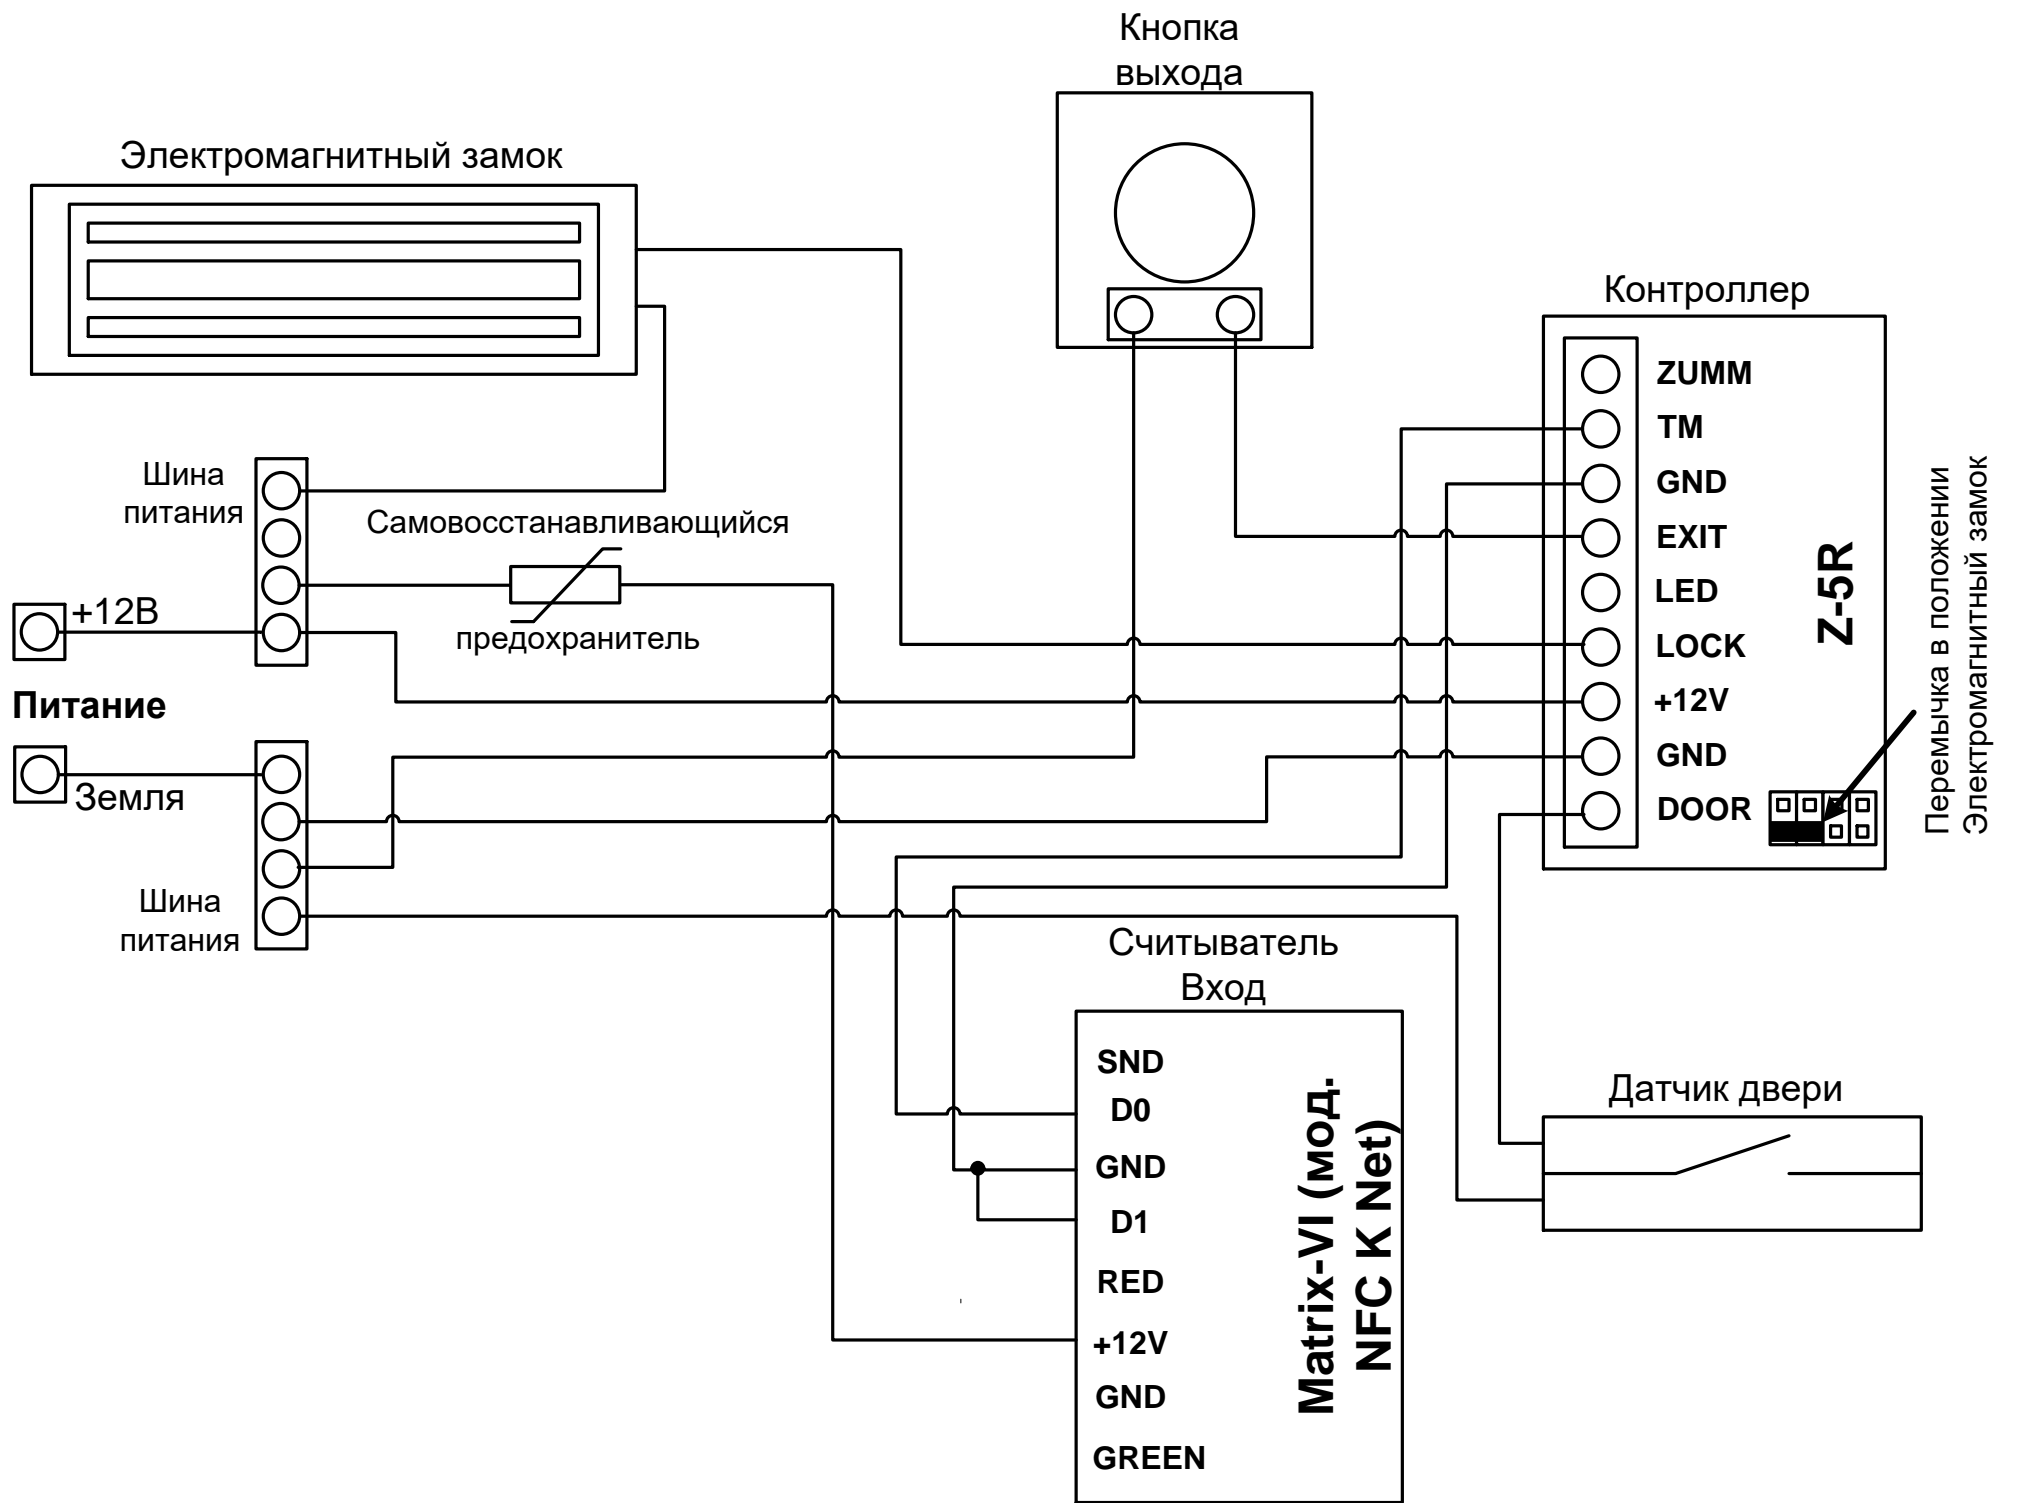 Кнопка
выхода
Электромагнитный замок
Контроллер
ZUMM
TM
GND
EXIT
LED
LOCK
+12V
GND
DOOR
Z-5R
Перемычка в положении
Электромагнитный замок
Шина
питания
Самовосстанавливающийся
предохранитель
+12В
Питание
Земля
Шина
питания
Считыватель
Вход
SND
D0
GND
D1
RED
+12V
GND
GREEN
Matrix-VI (мод.
NFC K Net)
Датчик двери